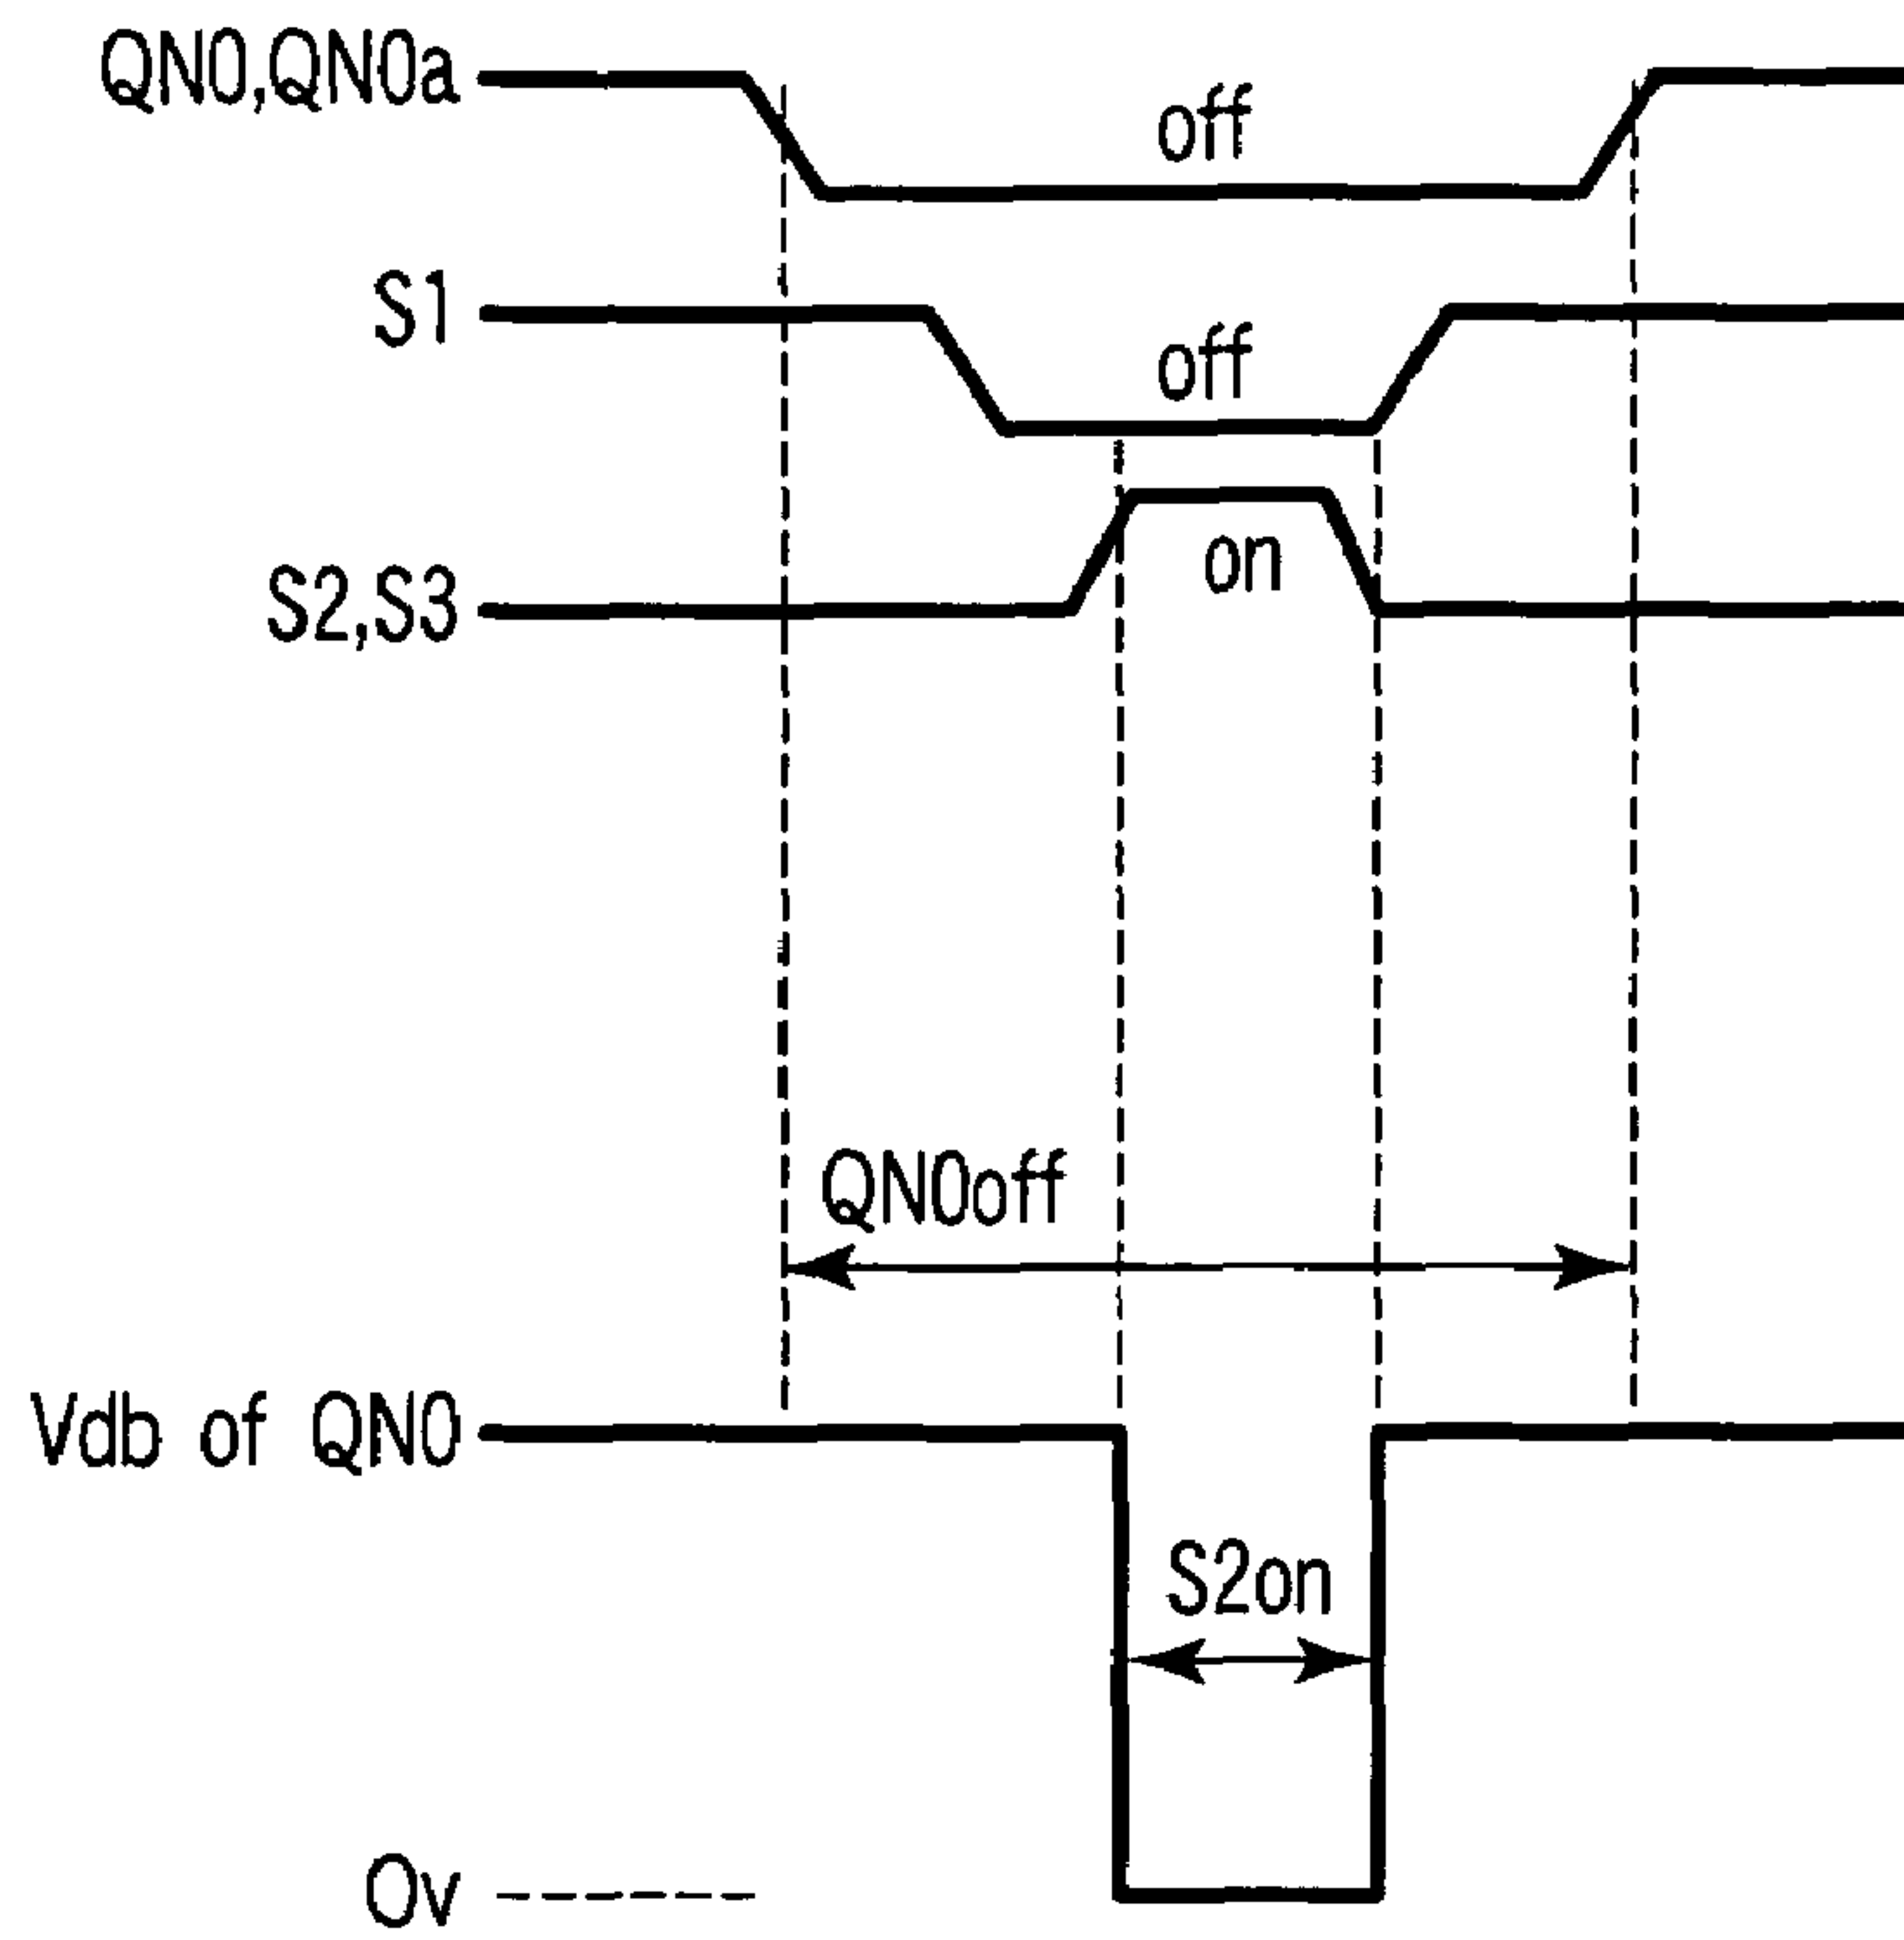 QN0,QN0a
off
S1
off
S2,S3
on
QN0off
Vdb of QN0
S2on
0v